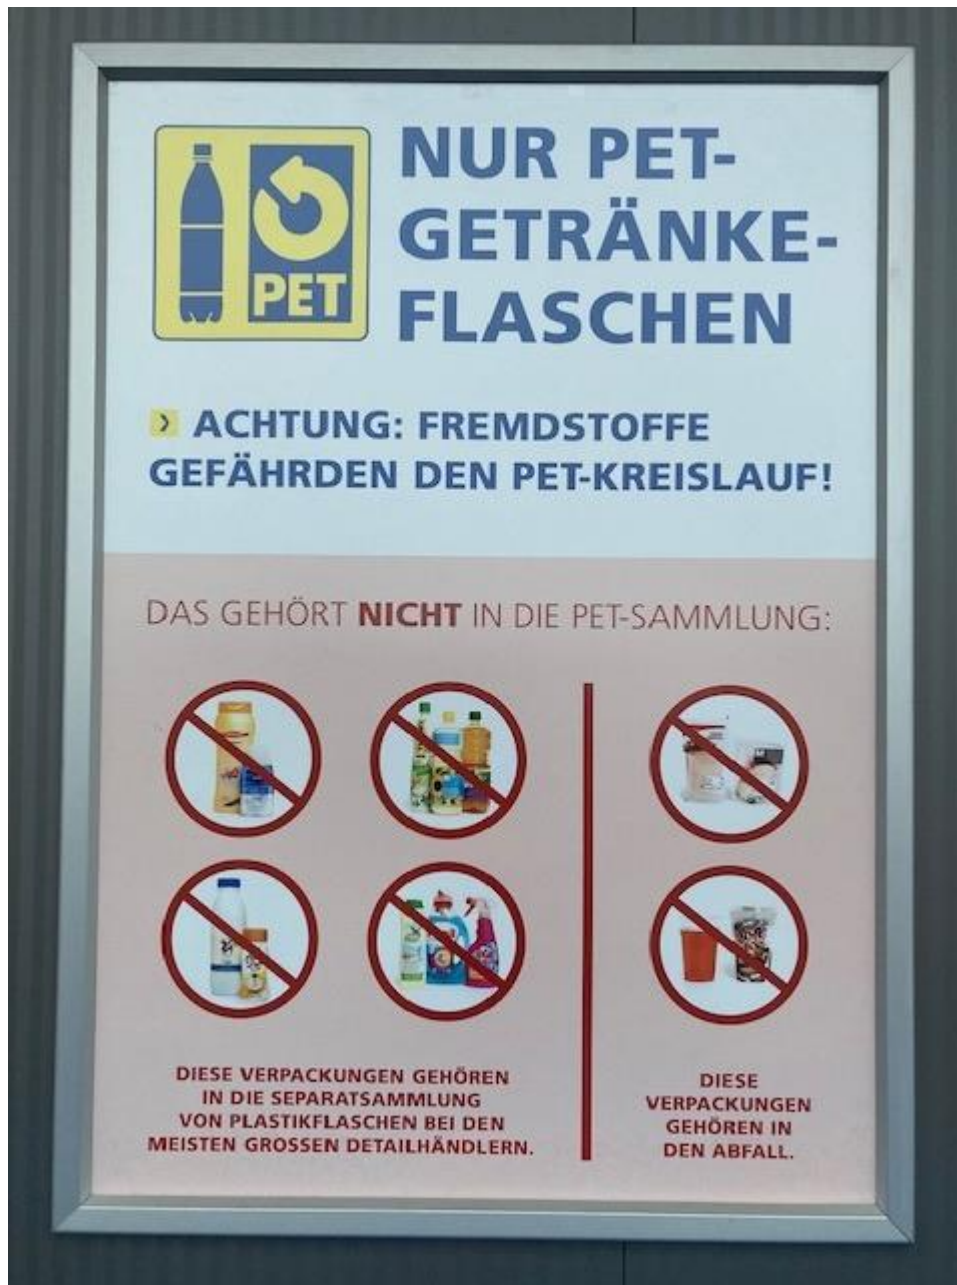 PET
NUR PET-
GETRÄNKE-
FLASCHEN
ACHTUNG: FREMDSTOFFE
GEFÄHRDEN DEN PET-KREISLAUF!
DAS GEHÖRT NICHT IN DIE PET-SAMMLUNG:
DIESE VERPACKUNGEN GEHÖREN
IN DIE SEPARATSAMMLUNG
VON PLASTIKFLASCHEN BEI DEN
MEISTEN GROSSEN DETAILHÄNDLERN.
DIESE
VERPACKUNGEN
GEHÖREN IN
DEN ABFALL.